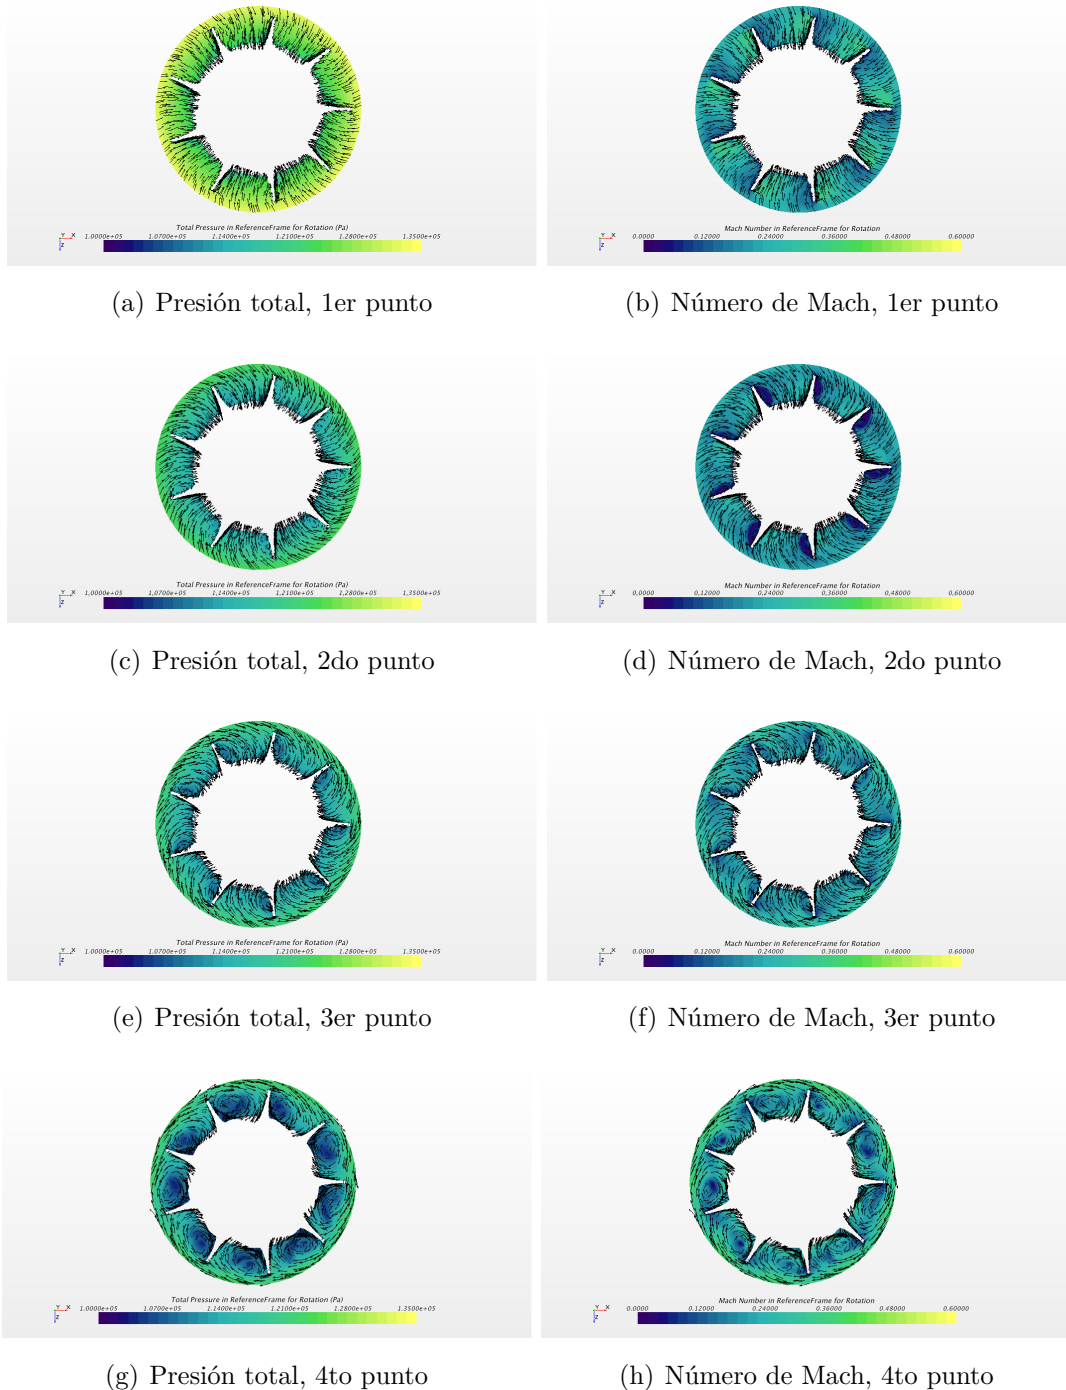 Total Pressure in ReferenceFrame for Rotation (Pa)
1.0000e+05 1.0700e+05 1.1400e+05 1.2100e+05 1.2800e+05 1.3500e+05
Y X
Z
Mach Number in ReferenceFrame for Rotation
0.0000 0.12000 0.24000 0.36000 0.48000 0.60000
Y X
Z
(a) Presión total, 1er punto
(b) Número de Mach, 1er punto
Total Pressure in ReferenceFrame for Rotation (Pa)
1.0000e+05 1.0700e+05 1.1400e+05 1.2100e+05 1.2800e+05 1.3500e+05
Y X
Z
Mach Number in ReferenceFrame for Rotation
0.0000 0.12000 0.24000 0.36000 0.48000 0.60000
Y X
Z
(c) Presión total, 2do punto
(d) Número de Mach, 2do punto
Total Pressure in ReferenceFrame for Rotation (Pa)
1.0000e+05 1.0700e+05 1.1400e+05 1.2100e+05 1.2800e+05 1.3500e+05
Y X
Z
Mach Number in ReferenceFrame for Rotation
0.0000 0.12000 0.24000 0.36000 0.48000 0.60000
Y X
Z
(e) Presión total, 3er punto
(f) Número de Mach, 3er punto
Total Pressure in ReferenceFrame for Rotation (Pa)
1.0000e+05 1.0700e+05 1.1400e+05 1.2100e+05 1.2800e+05 1.3500e+05
Y X
Z
Mach Number in ReferenceFrame for Rotation
0.0000 0.12000 0.24000 0.36000 0.48000 0.60000
Y X
Z
(g) Presión total, 4to punto
(h) Número de Mach, 4to punto